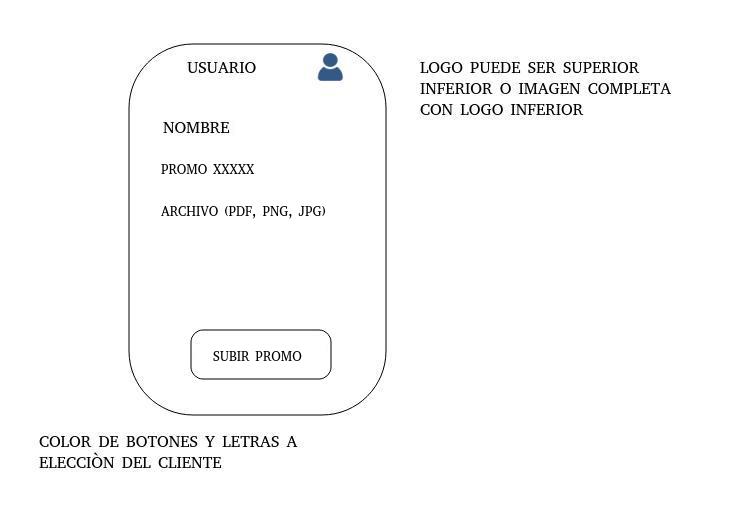 USUARIO
NOMBRE
PROMO XXXXX
ARCHIVO (PDF, PNG, JPG)
SUBIR PROMO
LOGO PUEDE SER SUPERIOR
INFERIOR O IMAGEN COMPLETA
CON LOGO INFERIOR
COLOR DE BOTONES Y LETRAS A
ELECCIÒN DEL CLIENTE